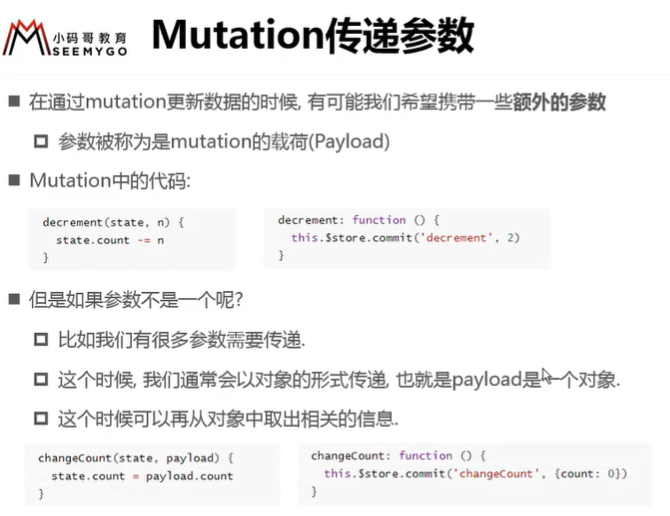 小码哥教育
SEEMYGO
Mutation传递参数
在通过mutation更新数据的时候, 有可能我们希望携带一些额外的参数
参数被称为是mutation的载荷(Payload)
Mutation中的代码:
decrement(state, n) {
state.count -= n
}
decrement: function () {
this.$store.commit('decrement', 2)
}
但是如果参数不是一个呢?
比如我们有很多参数需要传递.
这个时候, 我们通常会以对象的形式传递, 也就是payload是一个对象.
这个时候可以再从对象中取出相关的信息.
changeCount(state, payload) {
state.count = payload.count
}
changeCount: function () {
this.$store.commit('changeCount', {count: 0})
}